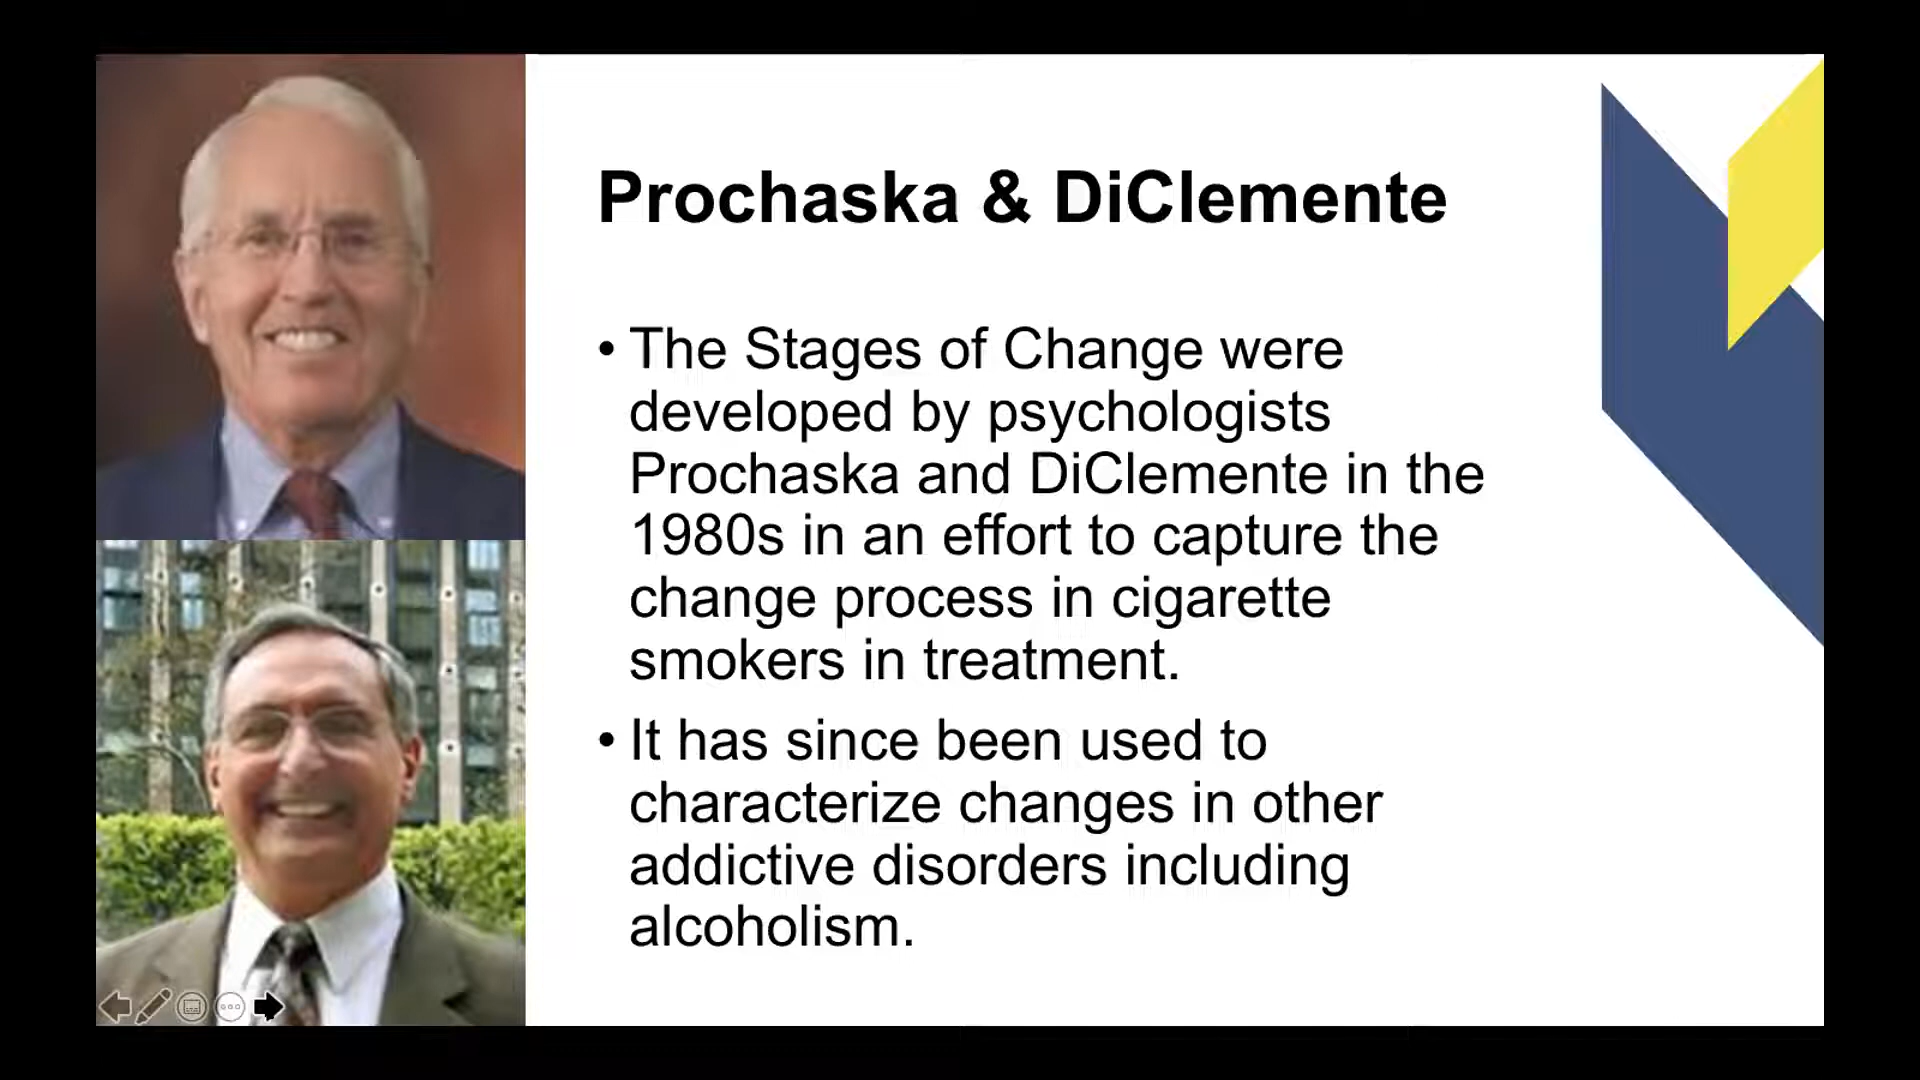 Prochaska & DiClemente
• The Stages of Change were
developed by psychologists
Prochaska and DiClemente in the
1980s in an effort to capture the
change process in cigarette
smokers in treatment.
• It has since been used to
characterize changes in other
addictive disorders including
alcoholism.